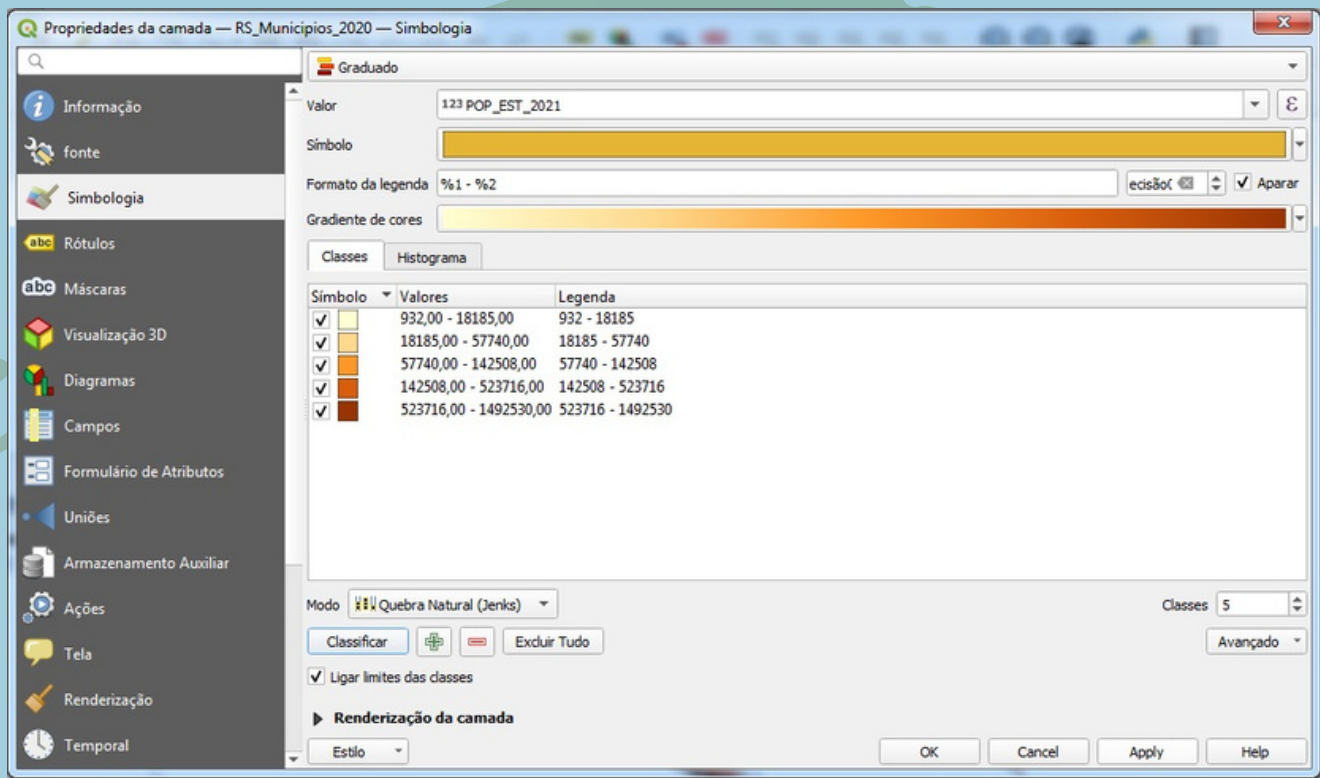 Propriedades da camada — RS_Municipios_2020 — Simbologia
Informação
fonte
Simbologia
abc Rótulos
abc Máscaras
Visualização 3D
Diagramas
Campos
Formulário de Atributos
Uniões
Armazenamento Auxiliar
Ações
Tela
Renderização
Temporal
Graduado
Valor 123 POP_EST_2021 ε
Símbolo
Formato da legenda %1 - %2 ecisão( Aparar
Gradiente de cores
Classes Histograma
Símbolo Valores Legenda
932,00 - 18185,00 932 - 18185
18185,00 - 57740,00 18185 - 57740
57740,00 - 142508,00 57740 - 142508
142508,00 - 523716,00 142508 - 523716
523716,00 - 1492530,00 523716 - 1492530
Modo Quebra Natural (Jenks) Classes 5
Classificar Excluir Tudo Avançado
Ligar limites das classes
Renderização da camada
Estilo OK Cancel Apply Help